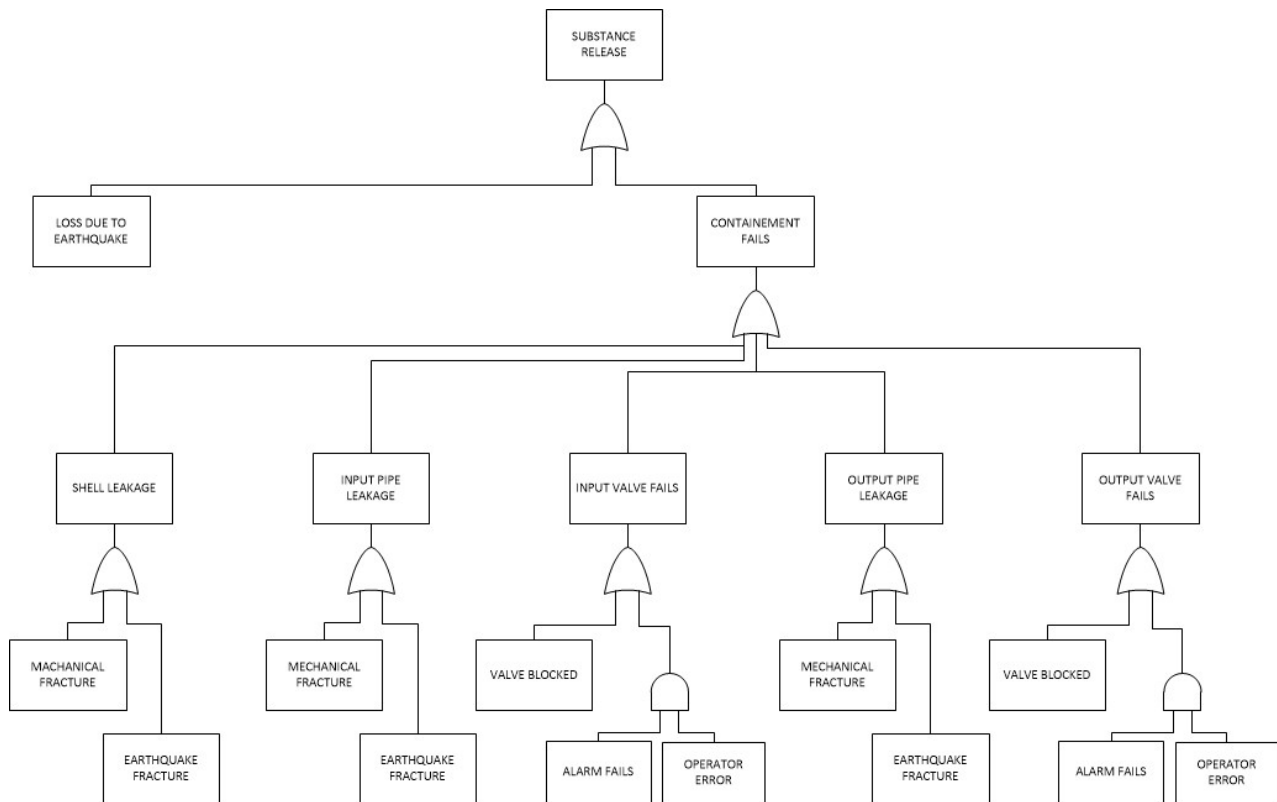 SUBSTANCE
RELEASE
LOSS DUE TO
EARTHQUAKE
CONTAINEMENT
FAILS
SHELL LEAKAGE
INPUT PIPE
LEAKAGE
INPUT VALVE FAILS
OUTPUT PIPE
LEAKAGE
OUTPUT VALVE
FAILS
MACHANICAL
FRACTURE
MECHANICAL
FRACTURE
VALVE BLOCKED
MECHANICAL
FRACTURE
VALVE BLOCKED
EARTHQUAKE
FRACTURE
EARTHQUAKE
FRACTURE
ALARM FAILS
OPERATOR
ERROR
EARTHQUAKE
FRACTURE
ALARM FAILS
OPERATOR
ERROR